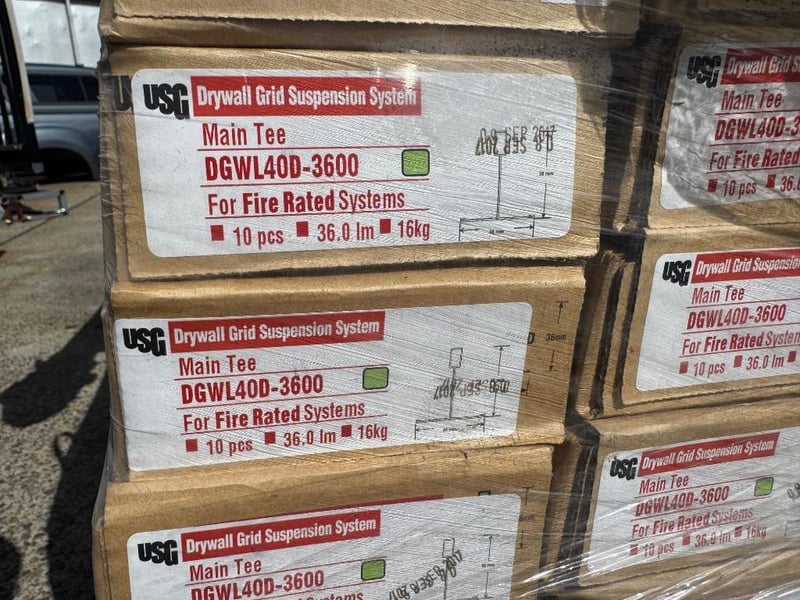 USG Drywall Grid Suspension System
Main Tee
DGWL40D-3600
For Fire Rated Systems
10 pcs 36.0 lm 16kg
USG Drywall Grid Suspension System
Main Tee
DGWL40D-3600
For Fire Rated Systems
10 pcs 36.0 lm 16kg
38mm
USG Drywall Grid Suspension System
Main Tee
DGWL40D-3600
USG Drywall Grid S
Main Tee
DGWL40D-3
For Fire Rated
10 pcs 36.
USG Drywall Grid Suspension
Main Tee
DGWL40D-3600
For Fire Rated Systems
10 pcs 36.0 lm
USG Drywall Grid Suspension System
Main Tee
DGWL40D-3600
For Fire Rated Systems
10 pcs 36.0 lm 16kg